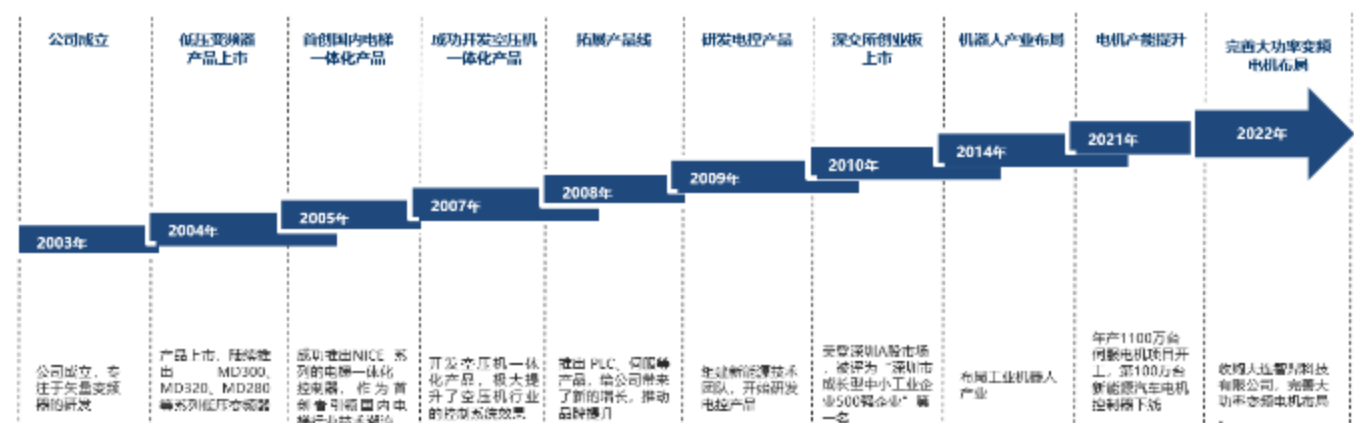 公司成立
低压变频器
产品上市
首创国内电梯
一体化产品
成功开发空压机
一体化产品
拓展产品线
研发电控产品
深交所创业板
上市
机器人产业布局
电机产能提升
完善大功率变频
电机布局
2003年
2004年
2005年
2007年
2008年
2009年
2010年
2014年
2021年
2022年
公司成立，专
注于矢量变频
器的研发
产品上市，陆续推
出 MD300、
MD320、MD280
等系列低压变频器
成功推出NICE 系
列的电梯一体化
控制器，作为首
创者引领国内电
梯行业技术潮流
开发空压机一体
化产品，极大提
升了空压机行业
的控制系统效果
推出 PLC、伺服等
产品，给公司带来
了新的增长，推动
品牌提升
组建新能源技术
团队，开始研发
电控产品
荣登深圳A股市场
，被评为“深圳市
成长型中小工业企
业500强企业”第
一名
布局工业机器人
产业
年产1100万台
伺服电机项目开
工，第100万台
新能源汽车电机
控制器下线
收购大连智鼎科技
有限公司，完善大
功率变频电机布局